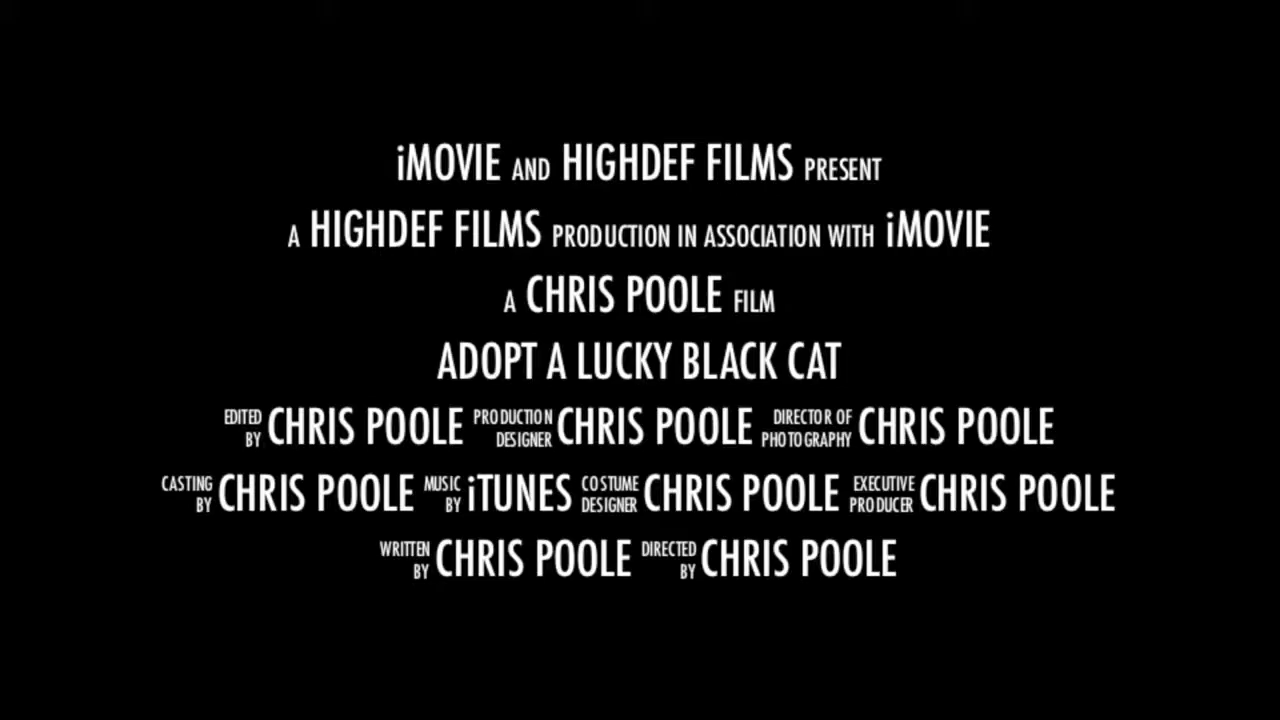 iMOVIE AND HIGHDEF FILMS PRESENT
A HIGHDEF FILMS PRODUCTION IN ASSOCIATION WITH iMOVIE
A CHRIS POOLE FILM
ADOPT A LUCKY BLACK CAT
EDITED BY CHRIS POOLE PRODUCTION DESIGNER CHRIS POOLE DIRECTOR OF PHOTOGRAPHY CHRIS POOLE
CASTING BY CHRIS POOLE MUSIC BY iTUNES COSTUME DESIGNER CHRIS POOLE EXECUTIVE PRODUCER CHRIS POOLE
WRITTEN BY CHRIS POOLE DIRECTED BY CHRIS POOLE